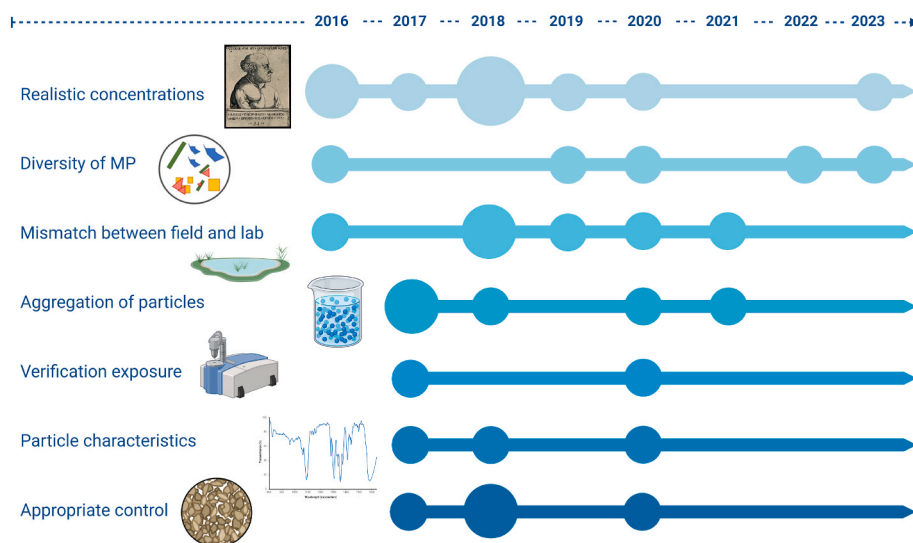 2016 2017 2018 2019 2020 2021 2022 2023
Realistic concentrations
Diversity of MP
Mismatch between field and lab
Aggregation of particles
Verification exposure
Particle characteristics
Appropriate control